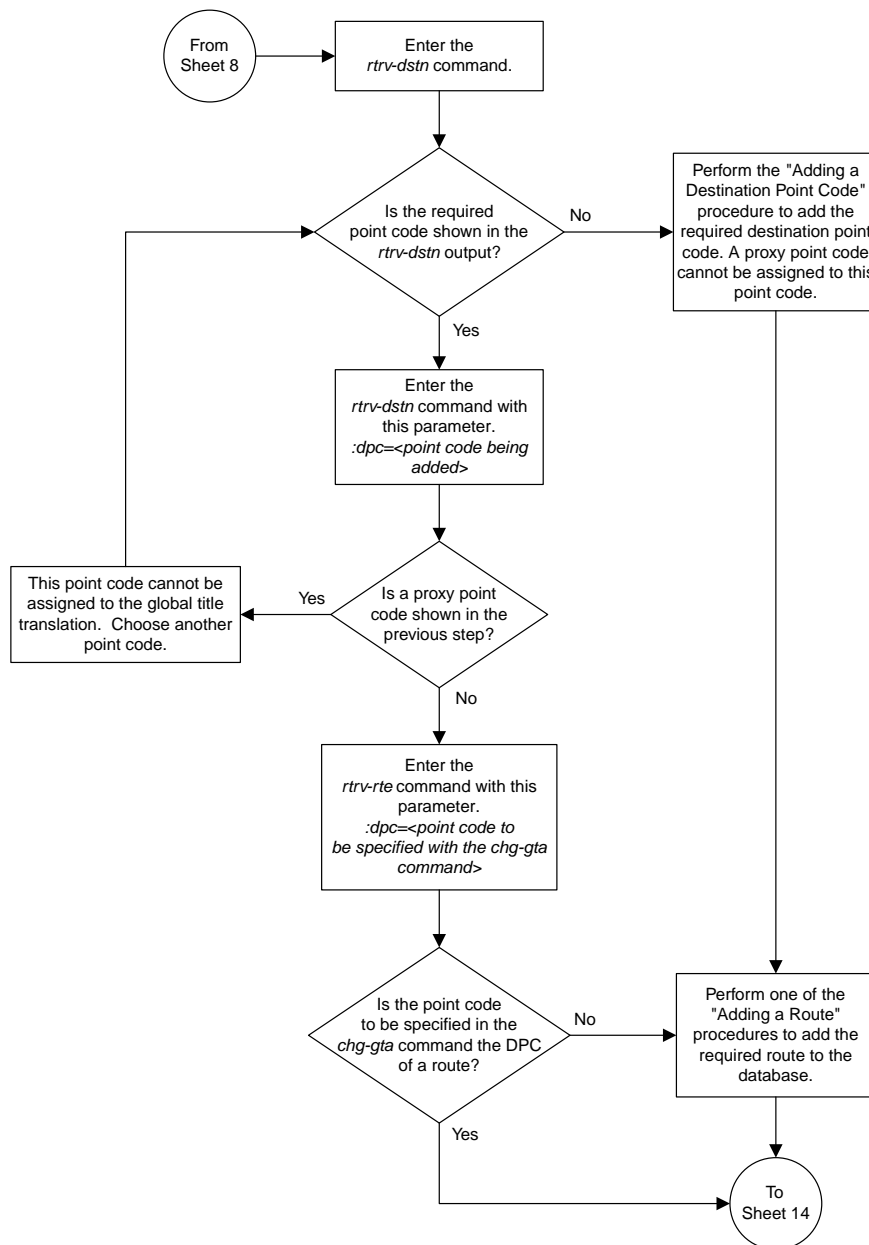 From
Sheet 8
Enter the
rtrv-dstn command.
Is the required
point code shown in the
rtrv-dstn output?
No
Perform the "Adding a
Destination Point Code"
procedure to add the
required destination point
code. A proxy point code
cannot be assigned to this
point code.
Yes
Enter the
rtrv-dstn command with
this parameter.
:dpc=<point code being
added>
Is a proxy point
code shown in the
previous step?
Yes
This point code cannot be
assigned to the global title
translation. Choose another
point code.
No
Enter the
rtrv-rte command with this
parameter.
:dpc=<point code to
be specified with the chg-gta
command>
Is the point code
to be specified in the
chg-gta command the DPC
of a route?
No
Perform one of the
"Adding a Route"
procedures to add the
required route to the
database.
Yes
To
Sheet 14